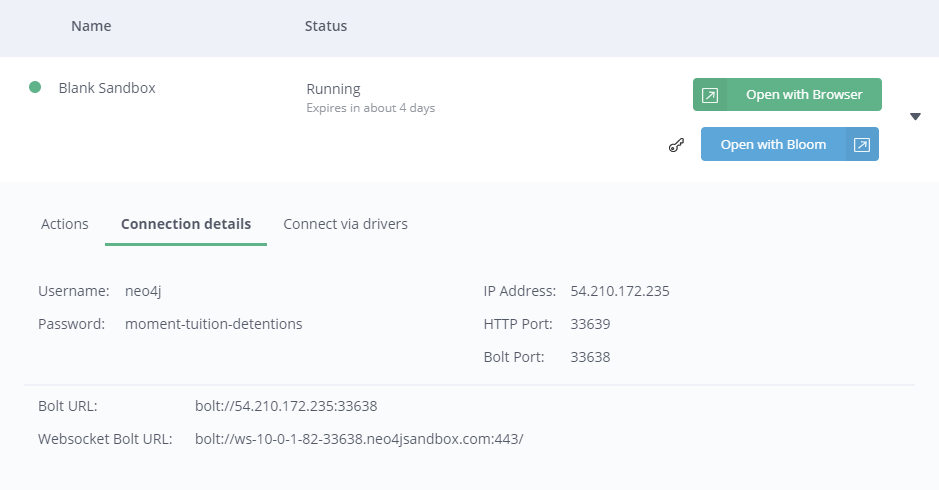 Name Status
Blank Sandbox
Running
Expires in about 4 days
Open with Browser
Open with Bloom
Actions Connection details Connect via drivers
Username: neo4j IP Address: 54.210.172.235
Password: moment-tuition-detentions HTTP Port: 33639
Bolt Port: 33638
Bolt URL: bolt://54.210.172.235:33638
Websocket Bolt URL: bolt://ws-10-0-1-82-33638.neo4jsandbox.com:443/